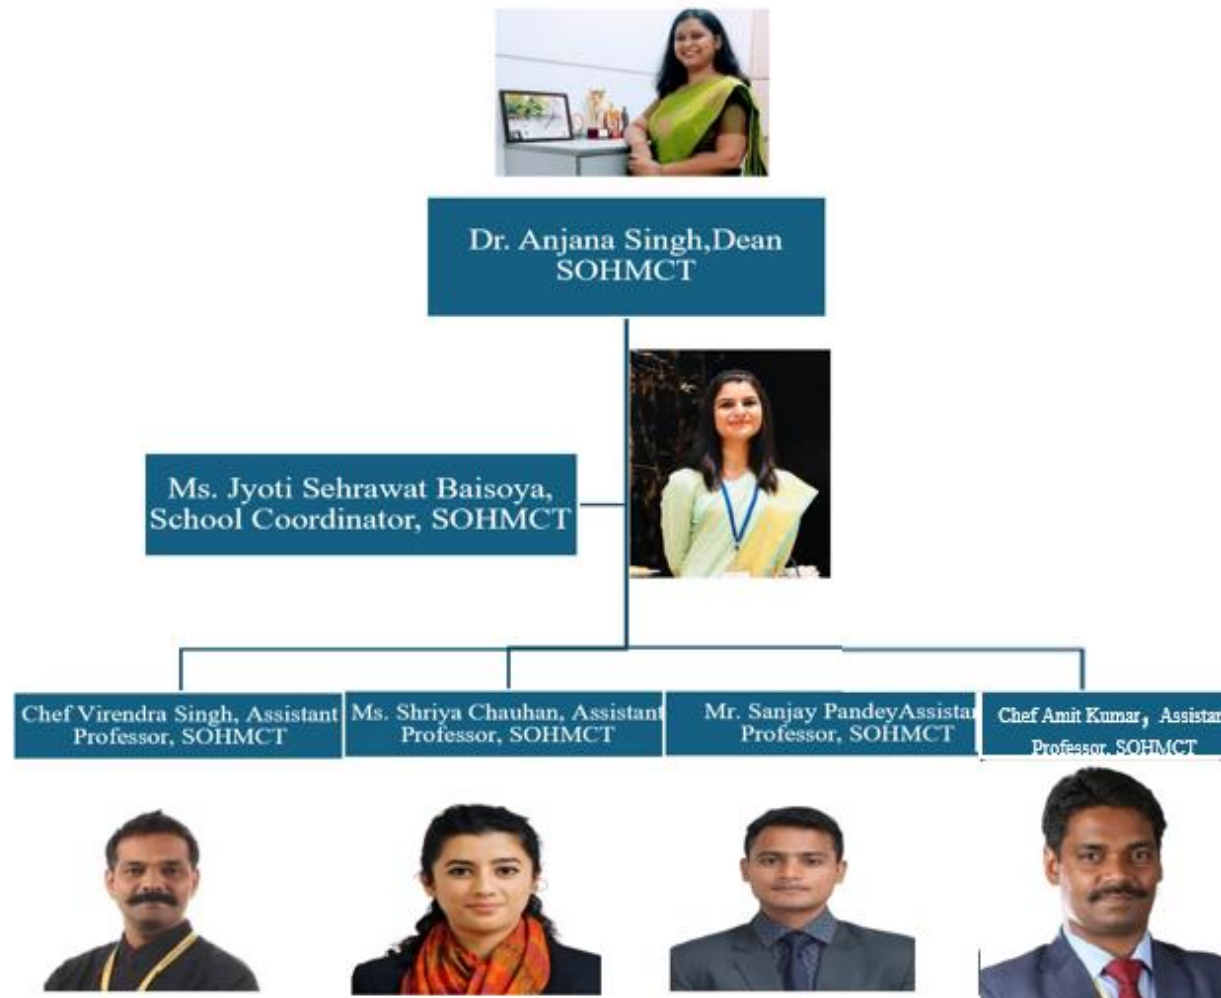 Dr. Anjana Singh,Dean
SOHMCT
Ms. Jyoti Sehrawat Baisoya,
School Coordinator, SOHMCT
Chef Virendra Singh, Assistant
Professor, SOHMCT
Ms. Shriya Chauhan, Assistant
Professor, SOHMCT
Mr. Sanjay PandeyAssista
Professor, SOHMCT
Chef Amit Kumar, Assistan
Professor, SOHMCT